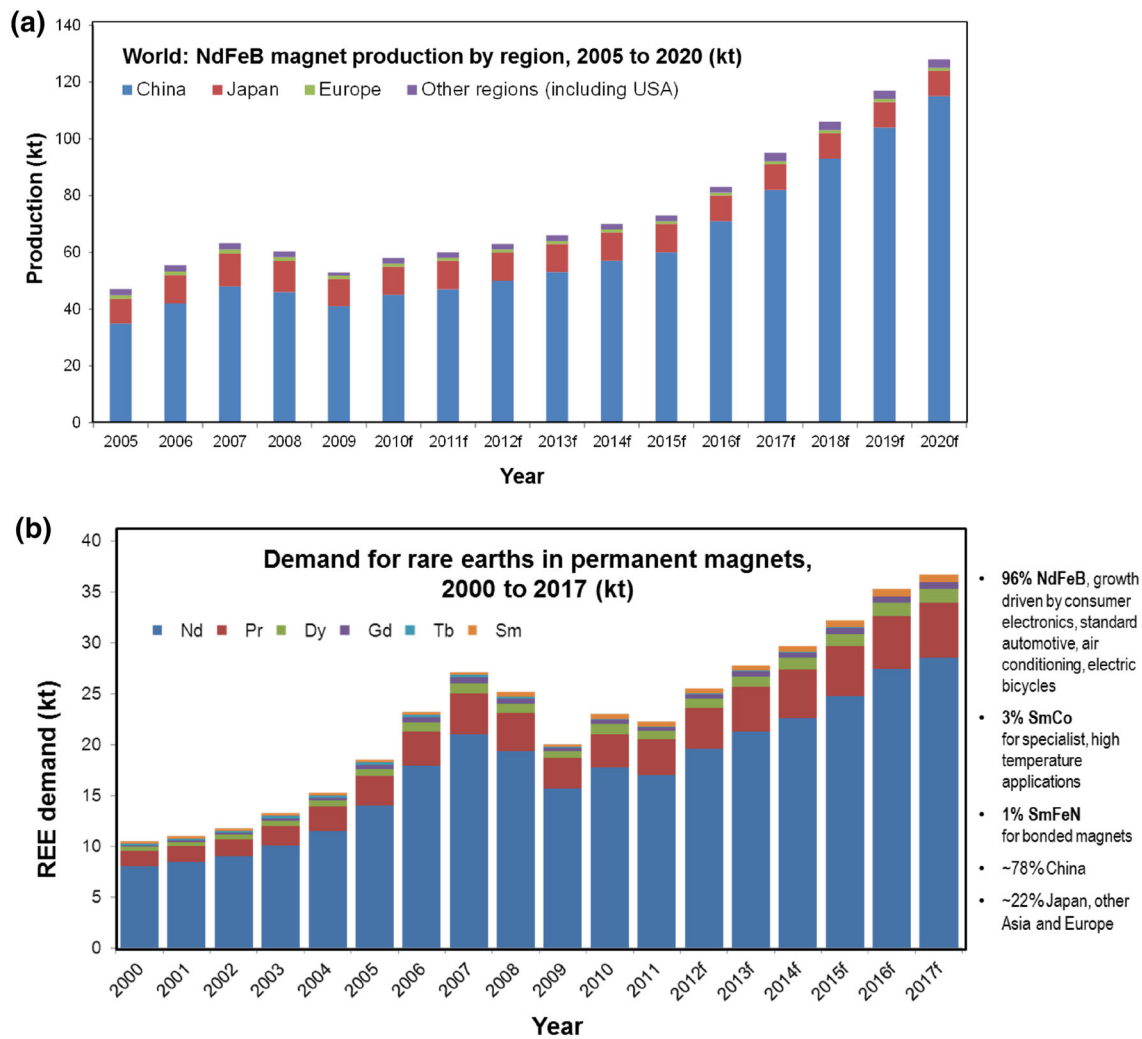 (a)
140
World: NdFeB magnet production by region, 2005 to 2020 (kt)
China Japan Europe Other regions (including USA)
120
100
80
60
40
20
0
Production (kt)
2005 2006 2007 2008 2009 2010f 2011f 2012f 2013f 2014f 2015f 2016f 2017f 2018f 2019f 2020f
Year
(b)
40
Demand for rare earths in permanent magnets,
2000 to 2017 (kt)
Nd Pr Dy Gd Tb Sm
35
30
25
20
15
10
5
0
REE demand (kt)
2000 2001 2002 2003 2004 2005 2006 2007 2008 2009 2010 2011 2012f 2013f 2014f 2015f 2016f 2017f
Year
• 96% NdFeB, growth
driven by consumer
electronics, standard
automotive, air
conditioning, electric
bicycles
• 3% SmCo
for specialist, high
temperature
applications
• 1% SmFeN
for bonded magnets
• ~78% China
• ~22% Japan, other
Asia and Europe